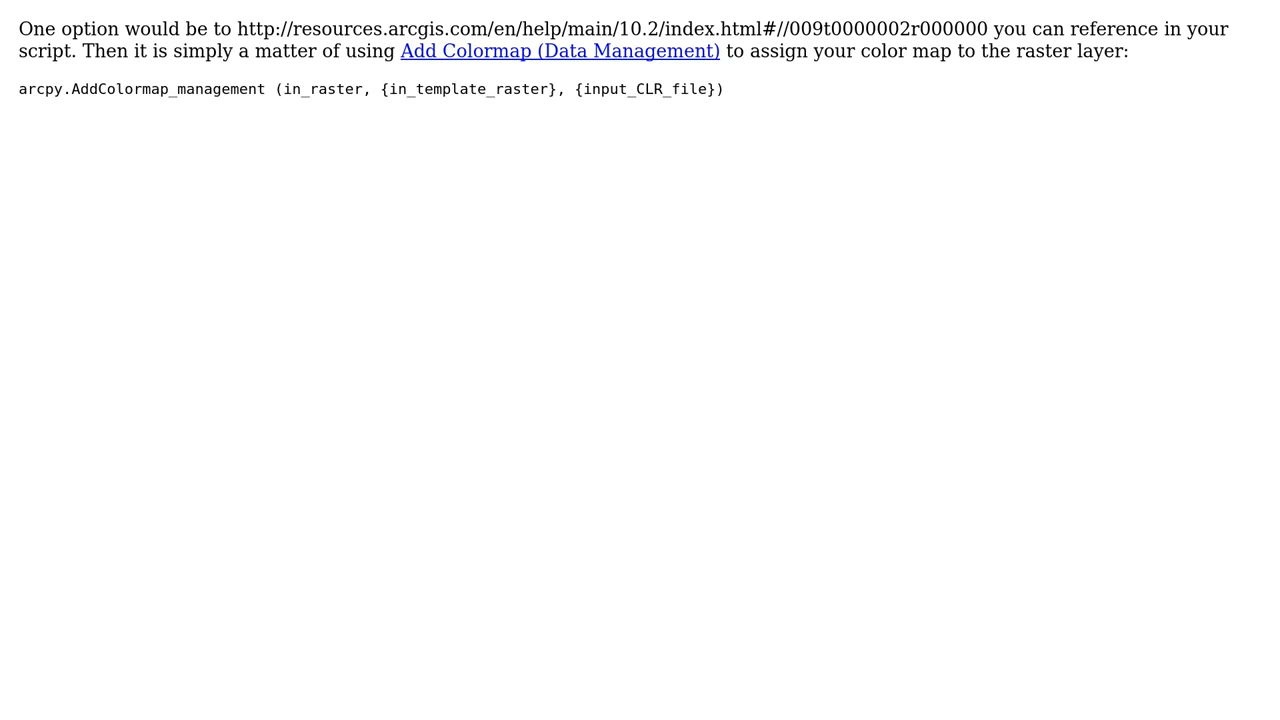 One option would be to http://resources.arcgis.com/en/help/main/10.2/index.html#//009t0000002r000000 you can reference in your
script. Then it is simply a matter of using Add Colormap (Data Management) to assign your color map to the raster layer:
arcpy.AddColormap_management (in_raster, {in_template_raster}, {input_CLR_file})